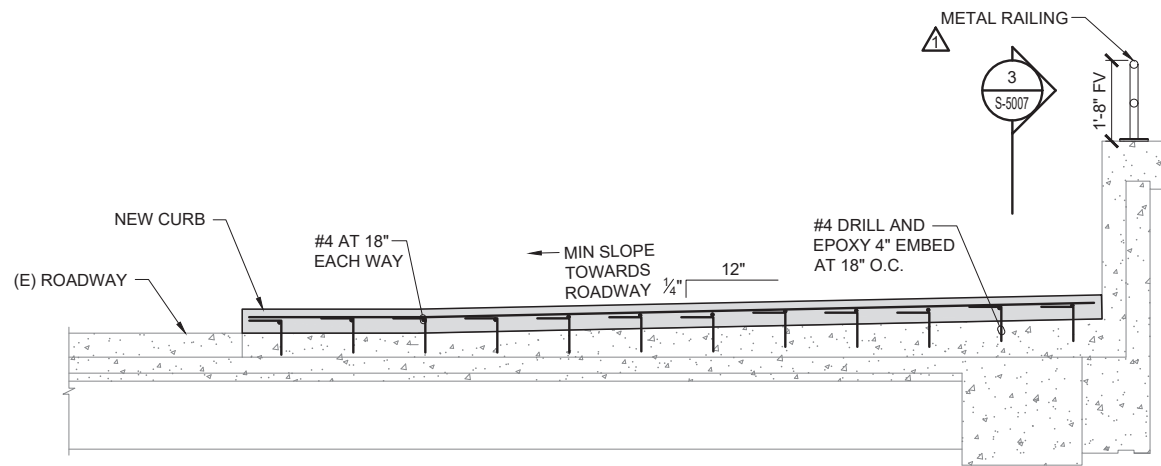 METAL RAILING
1
3
S-5007
1'-8" FV
NEW CURB
#4 AT 18"
EACH WAY
(E) ROADWAY
MIN SLOPE
TOWARDS
ROADWAY
1/4"
12"
#4 DRILL AND
EPOXY 4" EMBED
AT 18" O.C.